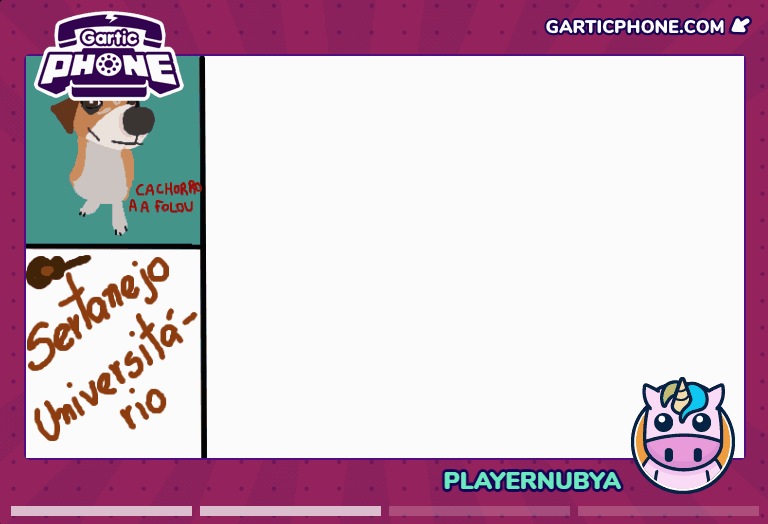 GARTICPHONE.COM
Gartic
PHONE
CACHORRO
A A FOLOU
Sertanejo
Universitá-
rio
PLAYERNUBYA